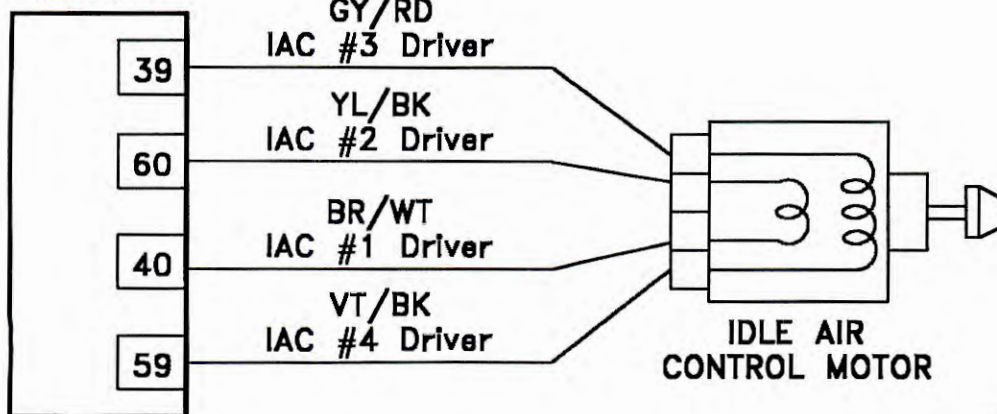 GY/RD
39 IAC #3 Driver
YL/BK
60 IAC #2 Driver
BR/WT
40 IAC #1 Driver
VT/BK
59 IAC #4 Driver
IDLE AIR
CONTROL MOTOR